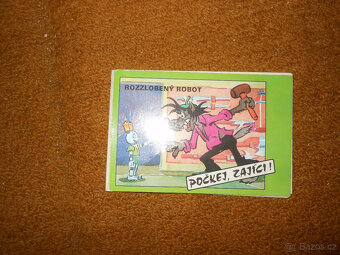 ROZZLOBENÝ ROBOT
POČKEJ, ZAJÍCI!
Bazos.cz